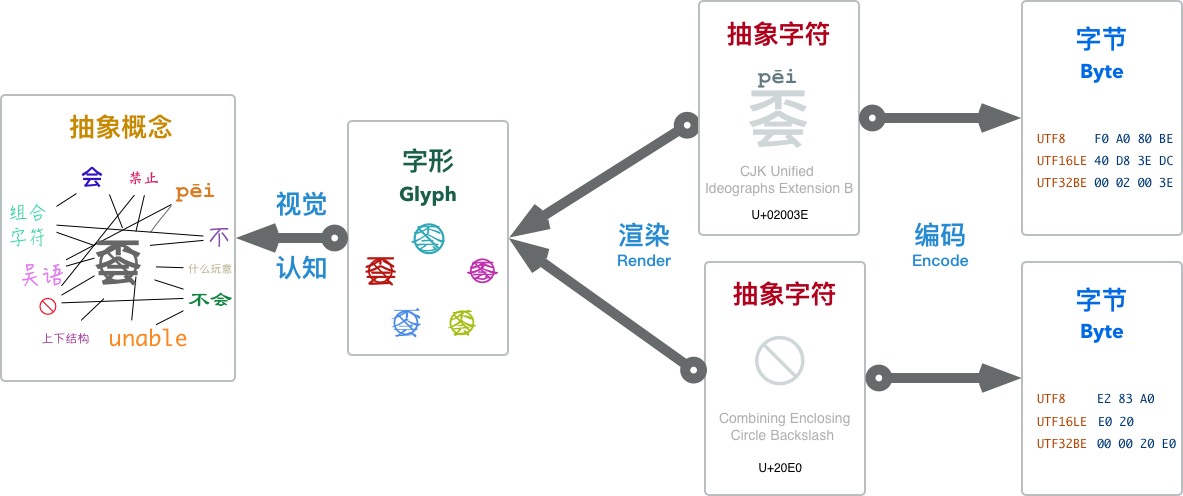 抽象概念
会
禁止
pēi
组合
字符
不
𠀾
吴语
什么玩意
不会
上下结构
unable
视觉
认知
字形
Glyph
渲染
Render
抽象字符
pēi
𠀾
CJK Unified
Ideographs Extension B
U+02003E
抽象字符
Combining Enclosing
Circle Backslash
U+20E0
编码
Encode
字节
Byte
UTF8 F0 A0 80 BE
UTF16LE 40 D8 3E DC
UTF32BE 00 02 00 3E
字节
Byte
UTF8 E2 83 A0
UTF16LE E0 20
UTF32BE 00 00 20 E0